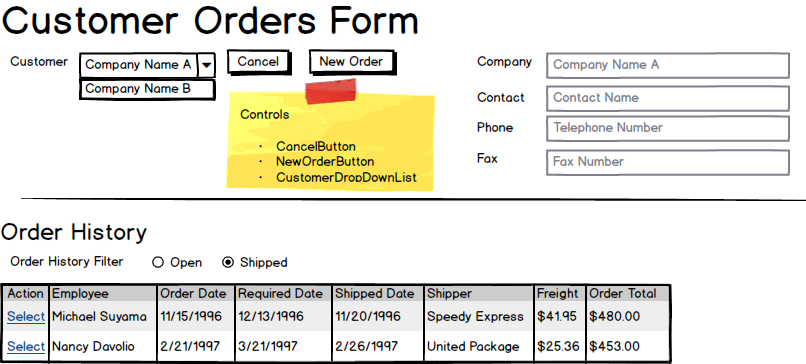 Customer Orders Form
Customer Company Name A Cancel New Order Company Company Name A
Company Name B
Controls
Contact Contact Name
Phone Telephone Number
· CancelButton
· NewOrderButton
· CustomerDropDownList
Fax Fax Number
Order History
Order History Filter Open Shipped
Action Employee Order Date Required Date Shipped Date Shipper Freight Order Total
Select Michael Suyama 11/15/1996 12/13/1996 11/20/1996 Speedy Express $41.95 $480.00
Select Nancy Davolio 2/21/1997 3/21/1997 2/26/1997 United Package $25.36 $453.00